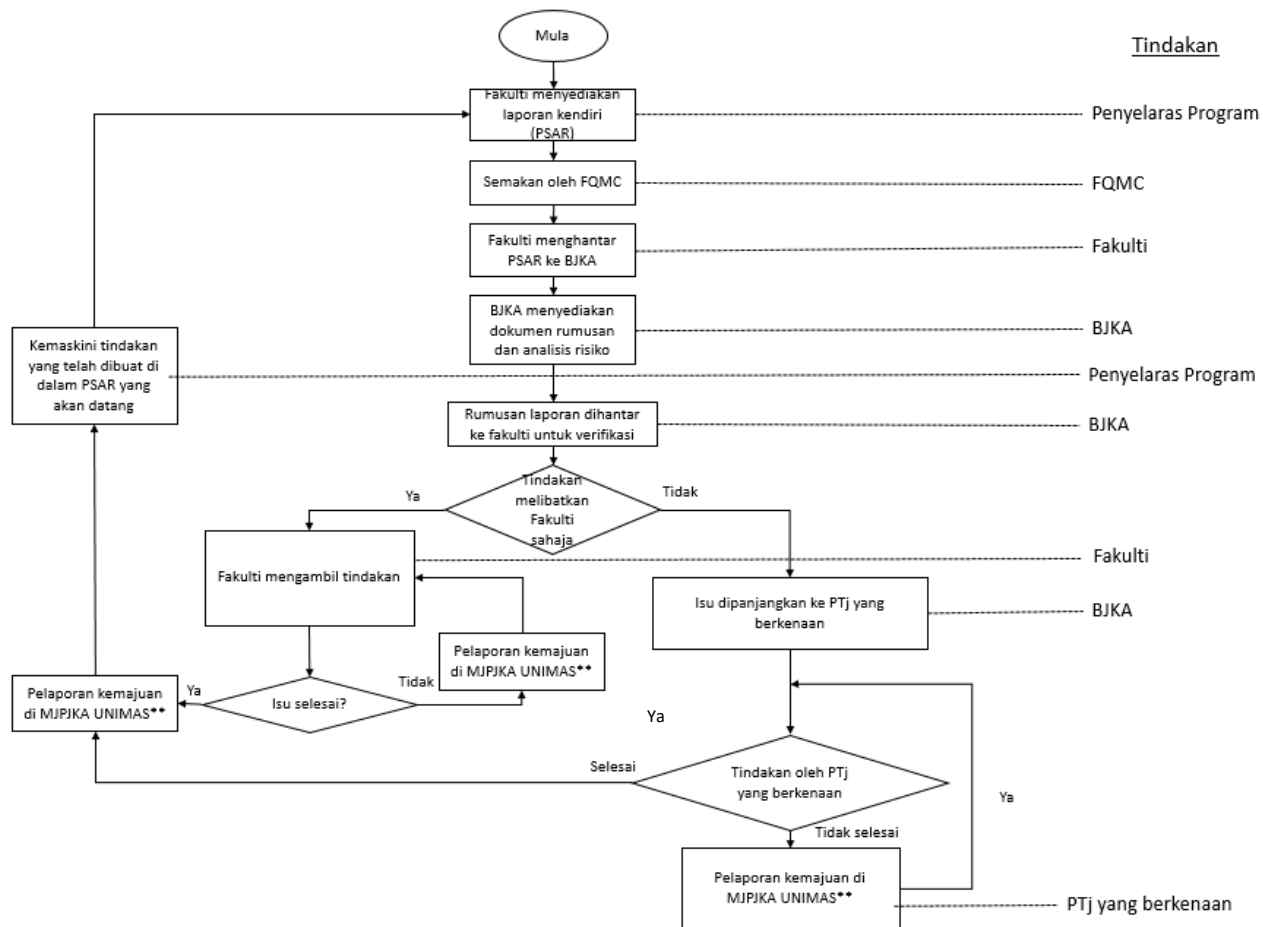 Mula
Tindakan
Fakulti menyediakan
laporan kendiri
(PSAR)
Penyelaras Program
Semakan oleh FQMC
FQMC
Fakulti menghantar
PSAR ke BJKA
Fakulti
BJKA menyediakan
dokumen rumusan
dan analisis risiko
BJKA
Kemaskini tindakan
yang telah dibuat di
dalam PSAR yang
akan datang
Penyelaras Program
Rumusan laporan dihantar
ke fakulti untuk verifikasi
BJKA
Tindakan
melibatkan
Fakulti
sahaja
Ya
Tidak
Fakulti mengambil tindakan
Fakulti
Isu dipanjangkan ke PTj yang
berkenaan
BJKA
Pelaporan kemajuan
di MJPJKA UNIMAS**
Tidak
Isu selesai?
Ya
Pelaporan kemajuan
di MJPJKA UNIMAS**
Ya
Selesai
Tindakan oleh PTj
yang berkenaan
Ya
Tidak selesai
Pelaporan kemajuan di
MJPJKA UNIMAS**
PTj yang berkenaan